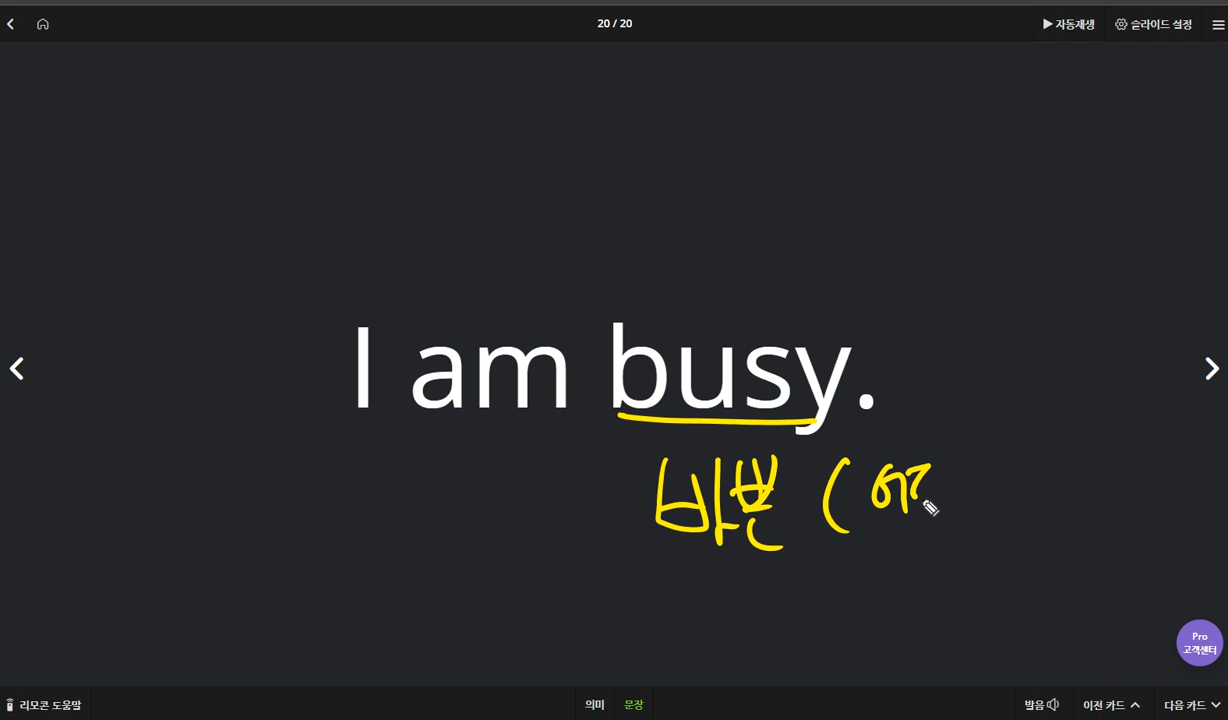 20 / 20
▶자동재생
슬라이드 설정
I am busy.
바쁜 (
Pro
고객센터
리모콘 도움말
의미
문장
발음
이전 카드
다음 카드